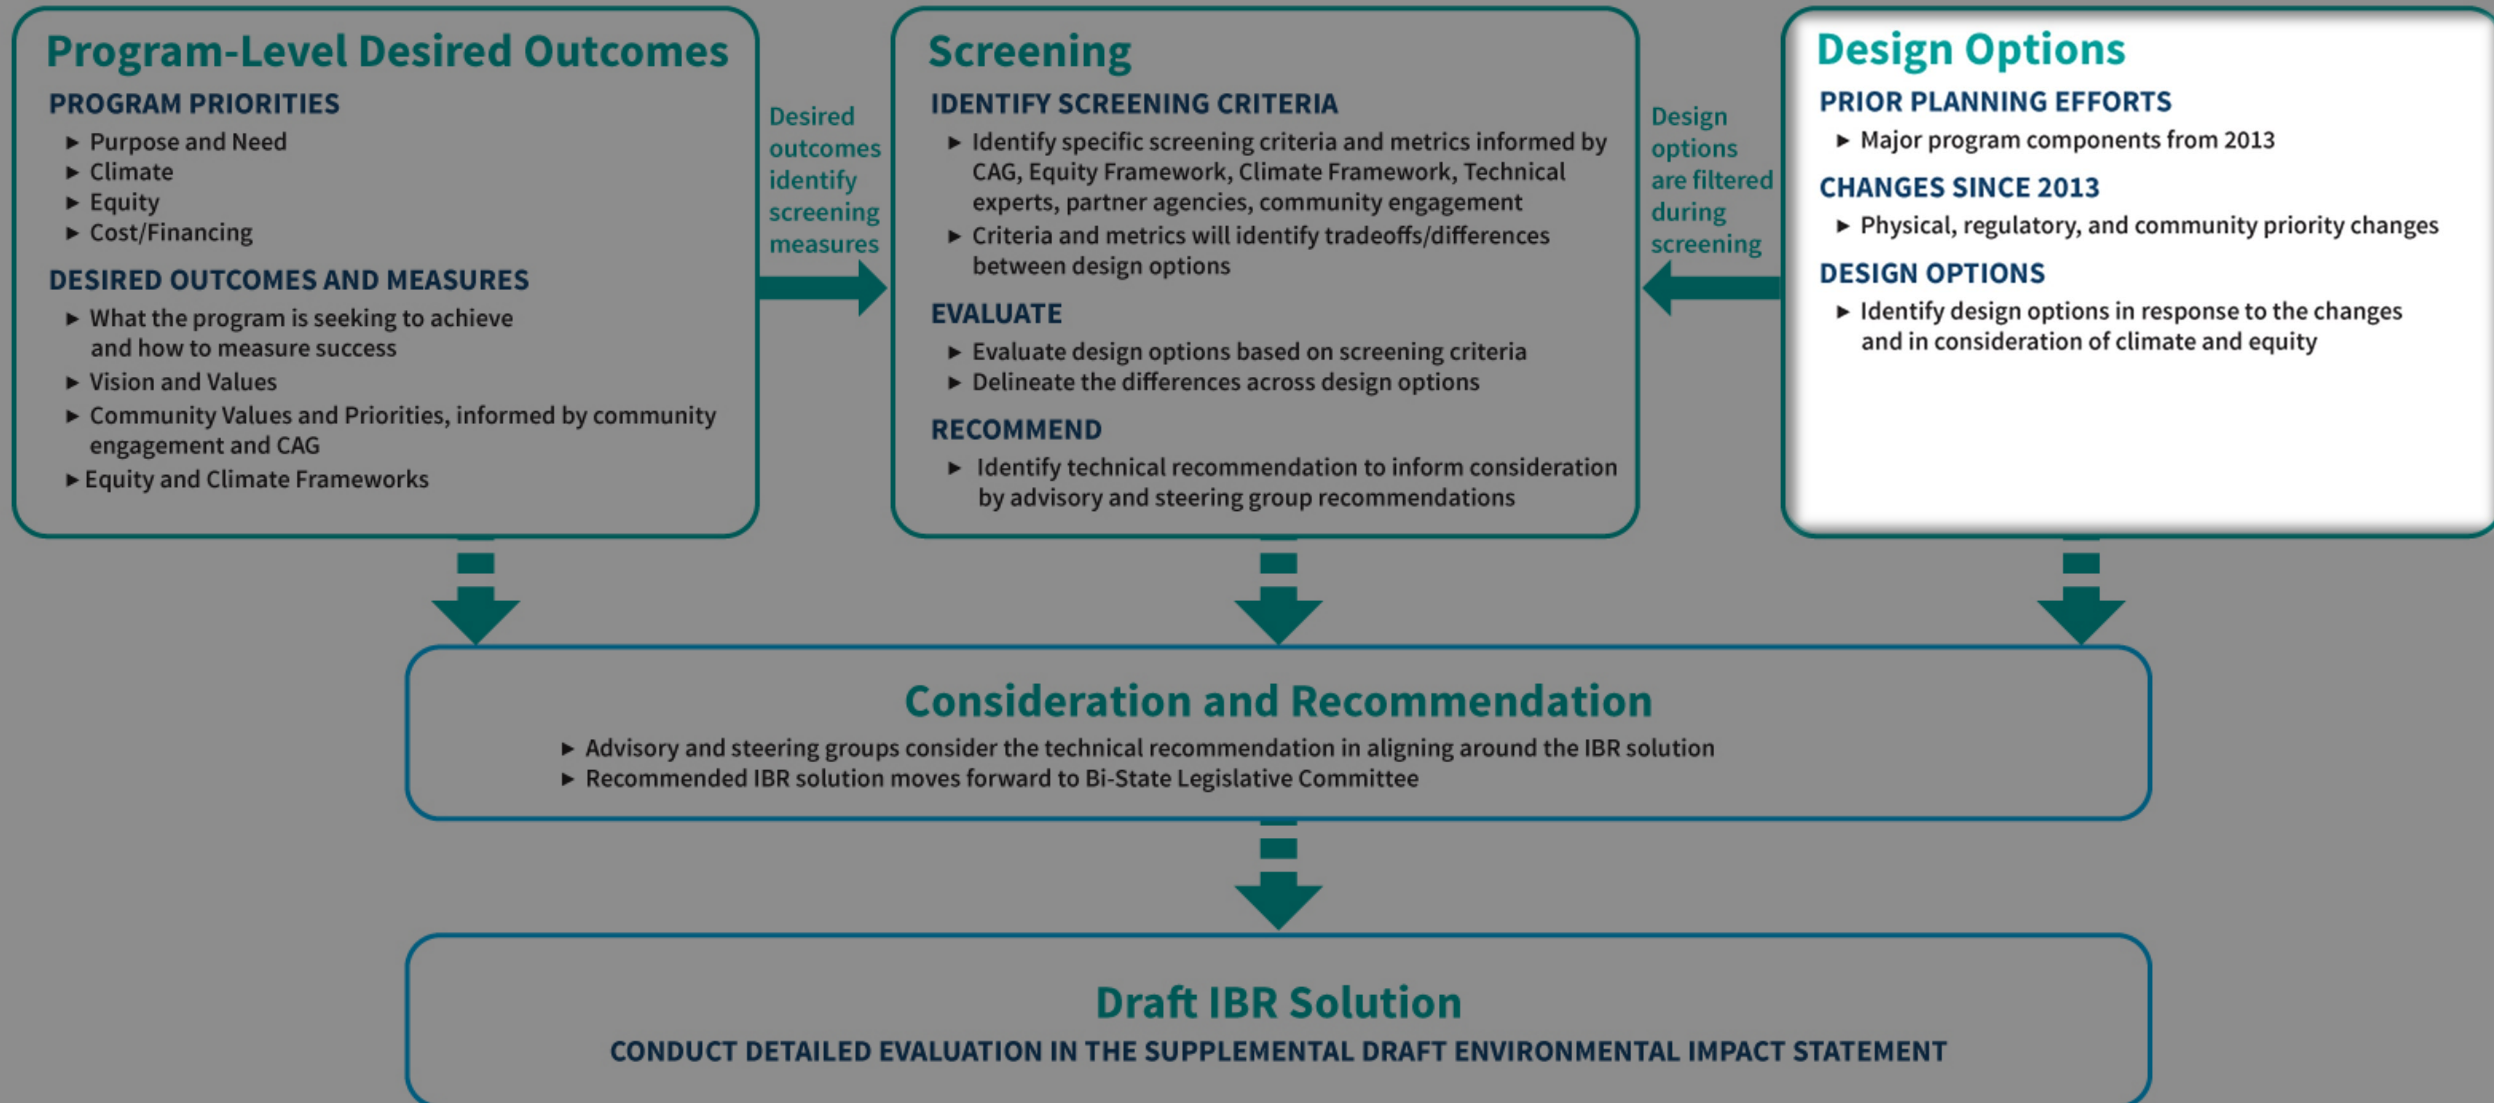 Program-Level Desired Outcomes
PROGRAM PRIORITIES
► Purpose and Need
► Climate
► Equity
► Cost/Financing
DESIRED OUTCOMES AND MEASURES
► What the program is seeking to achieve
and how to measure success
► Vision and Values
► Community Values and Priorities, informed by community
engagement and CAG
► Equity and Climate Frameworks
Desired
outcomes
identify
screening
measures
Screening
IDENTIFY SCREENING CRITERIA
► Identify specific screening criteria and metrics informed by
CAG, Equity Framework, Climate Framework, Technical
experts, partner agencies, community engagement
► Criteria and metrics will identify tradeoffs/differences
between design options
EVALUATE
► Evaluate design options based on screening criteria
► Delineate the differences across design options
RECOMMEND
► Identify technical recommendation to inform consideration
by advisory and steering group recommendations
Design
options
are filtered
during
screening
Design Options
PRIOR PLANNING EFFORTS
► Major program components from 2013
CHANGES SINCE 2013
► Physical, regulatory, and community priority changes
DESIGN OPTIONS
► Identify design options in response to the changes
and in consideration of climate and equity
Consideration and Recommendation
► Advisory and steering groups consider the technical recommendation in aligning around the IBR solution
► Recommended IBR solution moves forward to Bi-State Legislative Committee
Draft IBR Solution
CONDUCT DETAILED EVALUATION IN THE SUPPLEMENTAL DRAFT ENVIRONMENTAL IMPACT STATEMENT